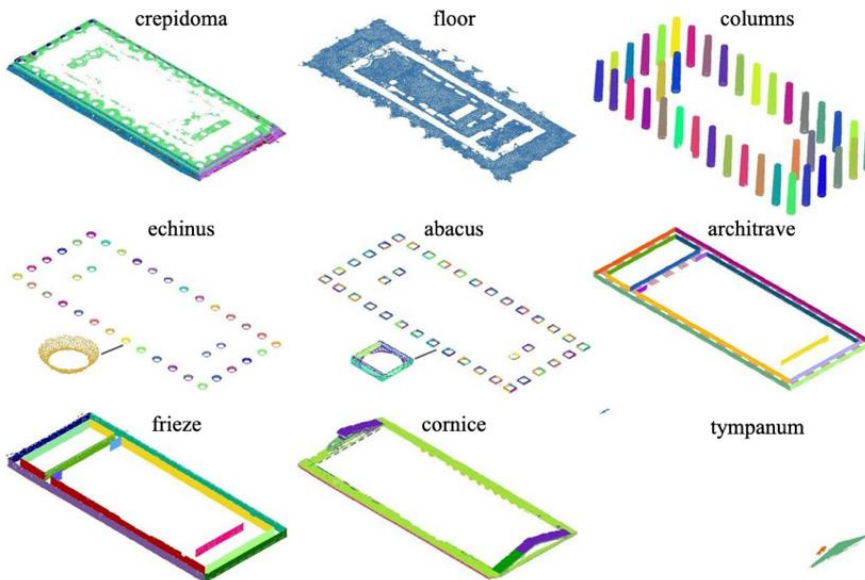 crepidoma
floor
columns
echinus
abacus
architrave
frieze
cornice
tympanum